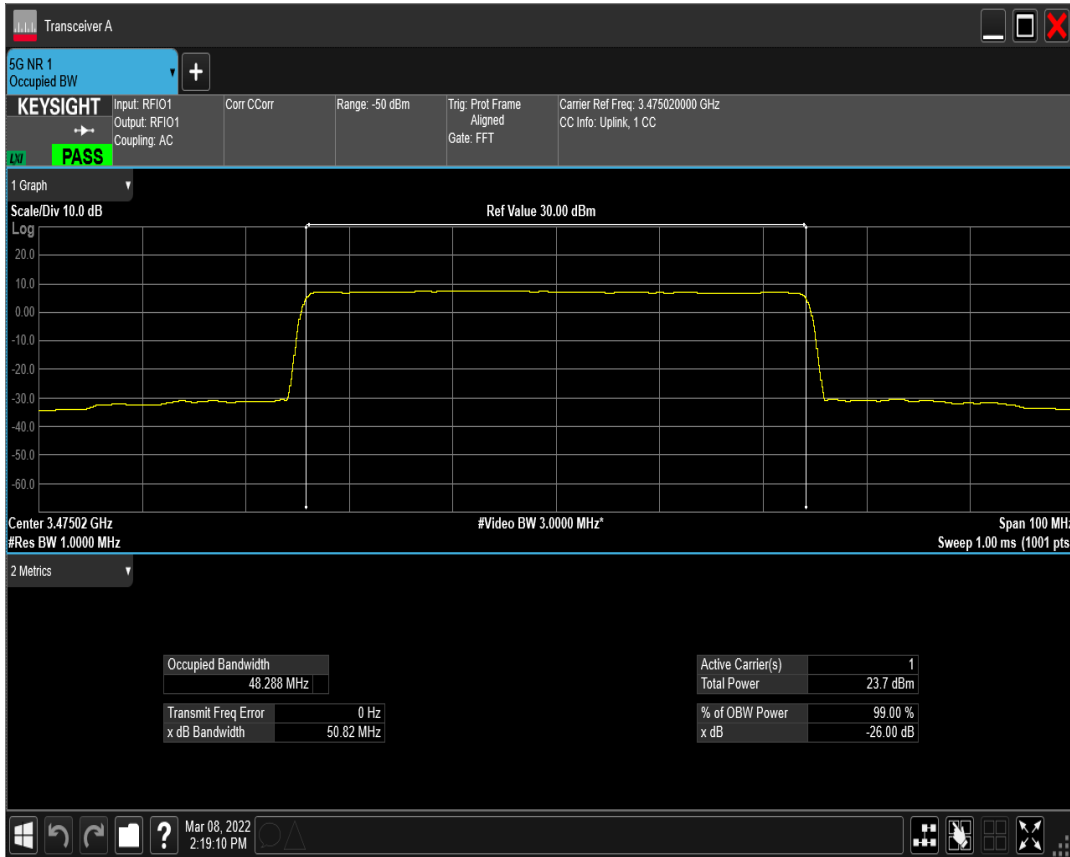 Transceiver A
5G NR 1
Occupied BW
+
KEYSIGHT
LXI
PASS
Input: RFIO1
Output: RFIO1
Coupling: AC
Corr CCorr
Range: -50 dBm
Trig: Prot Frame
Aligned
Gate: FFT
Carrier Ref Freq: 3.475020000 GHz
CC Info: Uplink, 1 CC
1 Graph
Scale/Div 10.0 dB
Ref Value 30.00 dBm
Log
20.0
10.0
0.00
-10.0
-20.0
-30.0
-40.0
-50.0
-60.0
Center 3.47502 GHz
#Video BW 3.0000 MHz*
Span 100 MHz
#Res BW 1.0000 MHz
Sweep 1.00 ms (1001 pts
2 Metrics
Occupied Bandwidth
48.288 MHz
Transmit Freq Error 0 Hz
x dB Bandwidth 50.82 MHz
Active Carrier(s) 1
Total Power 23.7 dBm
% of OBW Power 99.00 %
x dB -26.00 dB
?
Mar 08, 2022
2:19:10 PM